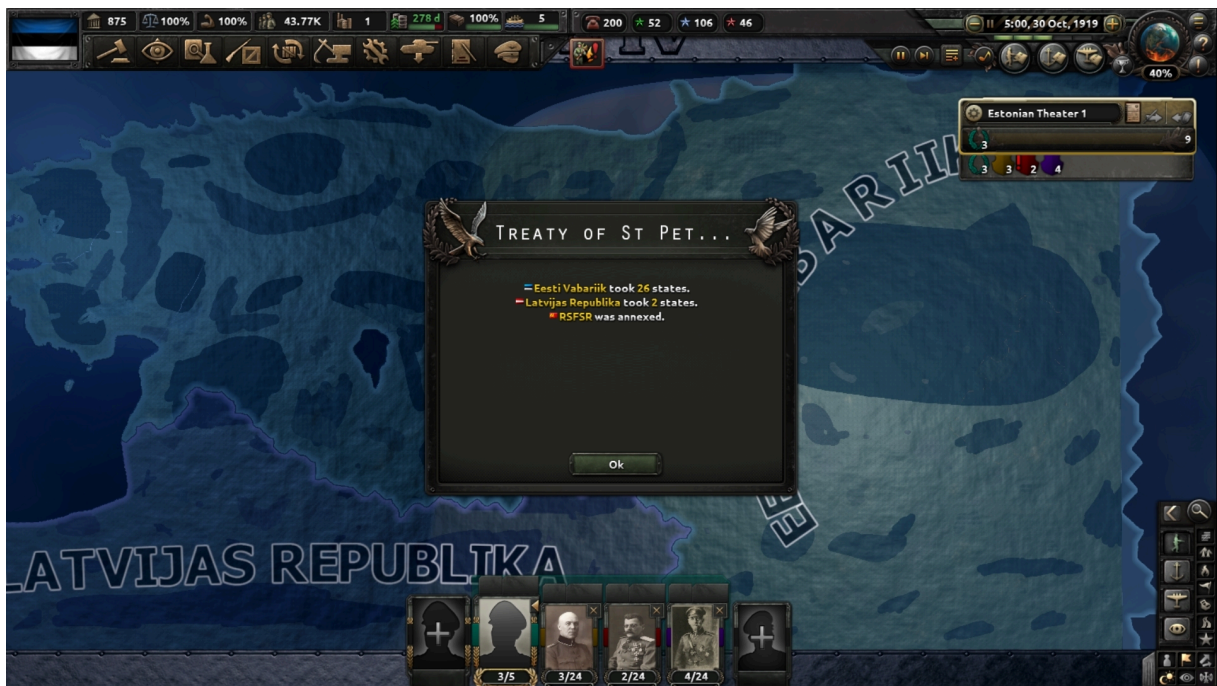 875 100% 100% 43.77K 1 278 d 100% 5 200 52 106 46 5:00, 30 Oct, 1919
40%
Estonian Theater 1
3 9
3 3 2 4
TREATY OF ST PET...
Eesti Vabariik took 26 states.
Latvijas Republika took 2 states.
RSFSR was annexed.
Ok
LATVIJAS REPUBLIKA
3/5 3/24 2/24 4/24